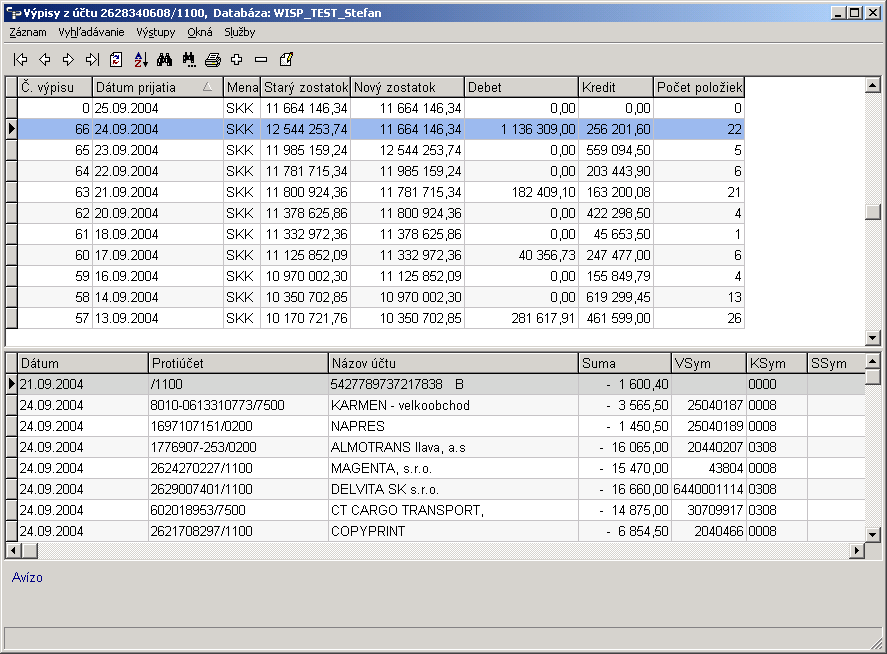 Výpisy z účtu 2628340608/1100, Databáza: WISP_TEST_Stefan
Záznam Vyhľadávanie Výstupy Okná Služby
Č. výpisu Dátum prijatia Mena Starý zostatok Nový zostatok Debet Kredit Počet položiek
0 25.09.2004 SKK 11 664 146,34 11 664 146,34 0,00 0,00 0
66 24.09.2004 SKK 12 544 253,74 11 664 146,34 1 136 309,00 256 201,60 22
65 23.09.2004 SKK 11 985 159,24 12 544 253,74 0,00 559 094,50 5
64 22.09.2004 SKK 11 781 715,34 11 985 159,24 0,00 203 443,90 6
63 21.09.2004 SKK 11 800 924,36 11 781 715,34 182 409,10 163 200,08 21
62 20.09.2004 SKK 11 378 625,86 11 800 924,36 0,00 422 298,50 4
61 18.09.2004 SKK 11 332 972,36 11 378 625,86 0,00 45 653,50 1
60 17.09.2004 SKK 11 125 852,09 11 332 972,36 40 356,73 247 477,00 6
59 16.09.2004 SKK 10 970 002,30 11 125 852,09 0,00 155 849,79 4
58 14.09.2004 SKK 10 350 702,85 10 970 002,30 0,00 619 299,45 13
57 13.09.2004 SKK 10 170 721,76 10 350 702,85 281 617,91 461 599,00 26
Dátum Protiúčet Názov účtu Suma VSym KSym SSym
21.09.2004 /1100 5427789737217838 B - 1 600,40 0000
24.09.2004 8010-0613310773/7500 KARMEN - velkoobchod - 3 565,50 25040187 0008
24.09.2004 1697107151/0200 NAPRES - 1 450,50 25040189 0008
24.09.2004 1776907-253/0200 ALMOTRANS Ilava, a.s - 16 065,00 20440207 0308
24.09.2004 2624270227/1100 MAGENTA, s.r.o. - 15 470,00 43804 0008
24.09.2004 2629007401/1100 DELVITA SK s.r.o. - 16 660,00 6440001114 0308
24.09.2004 602018953/7500 CT CARGO TRANSPORT, - 14 875,00 30709917 0308
24.09.2004 2621708297/1100 COPYPRINT - 6 854,50 2040466 0008
Avízo